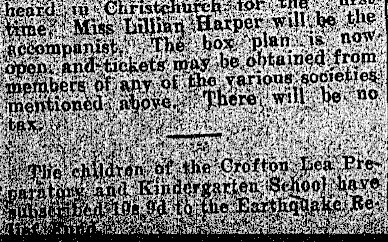 heard in Christchurch for the first
time. Miss Lillian Harper will be the
accompanist. The box plan is now
open, and tickets may be obtained from
members of any of the various societies
mentioned above. There will be no
tax.
The children of the Crofton Lea Pre-
paratory and Kindergarten School have
subscribed 10s 9d to the Earthquake Re-
lief Fund.